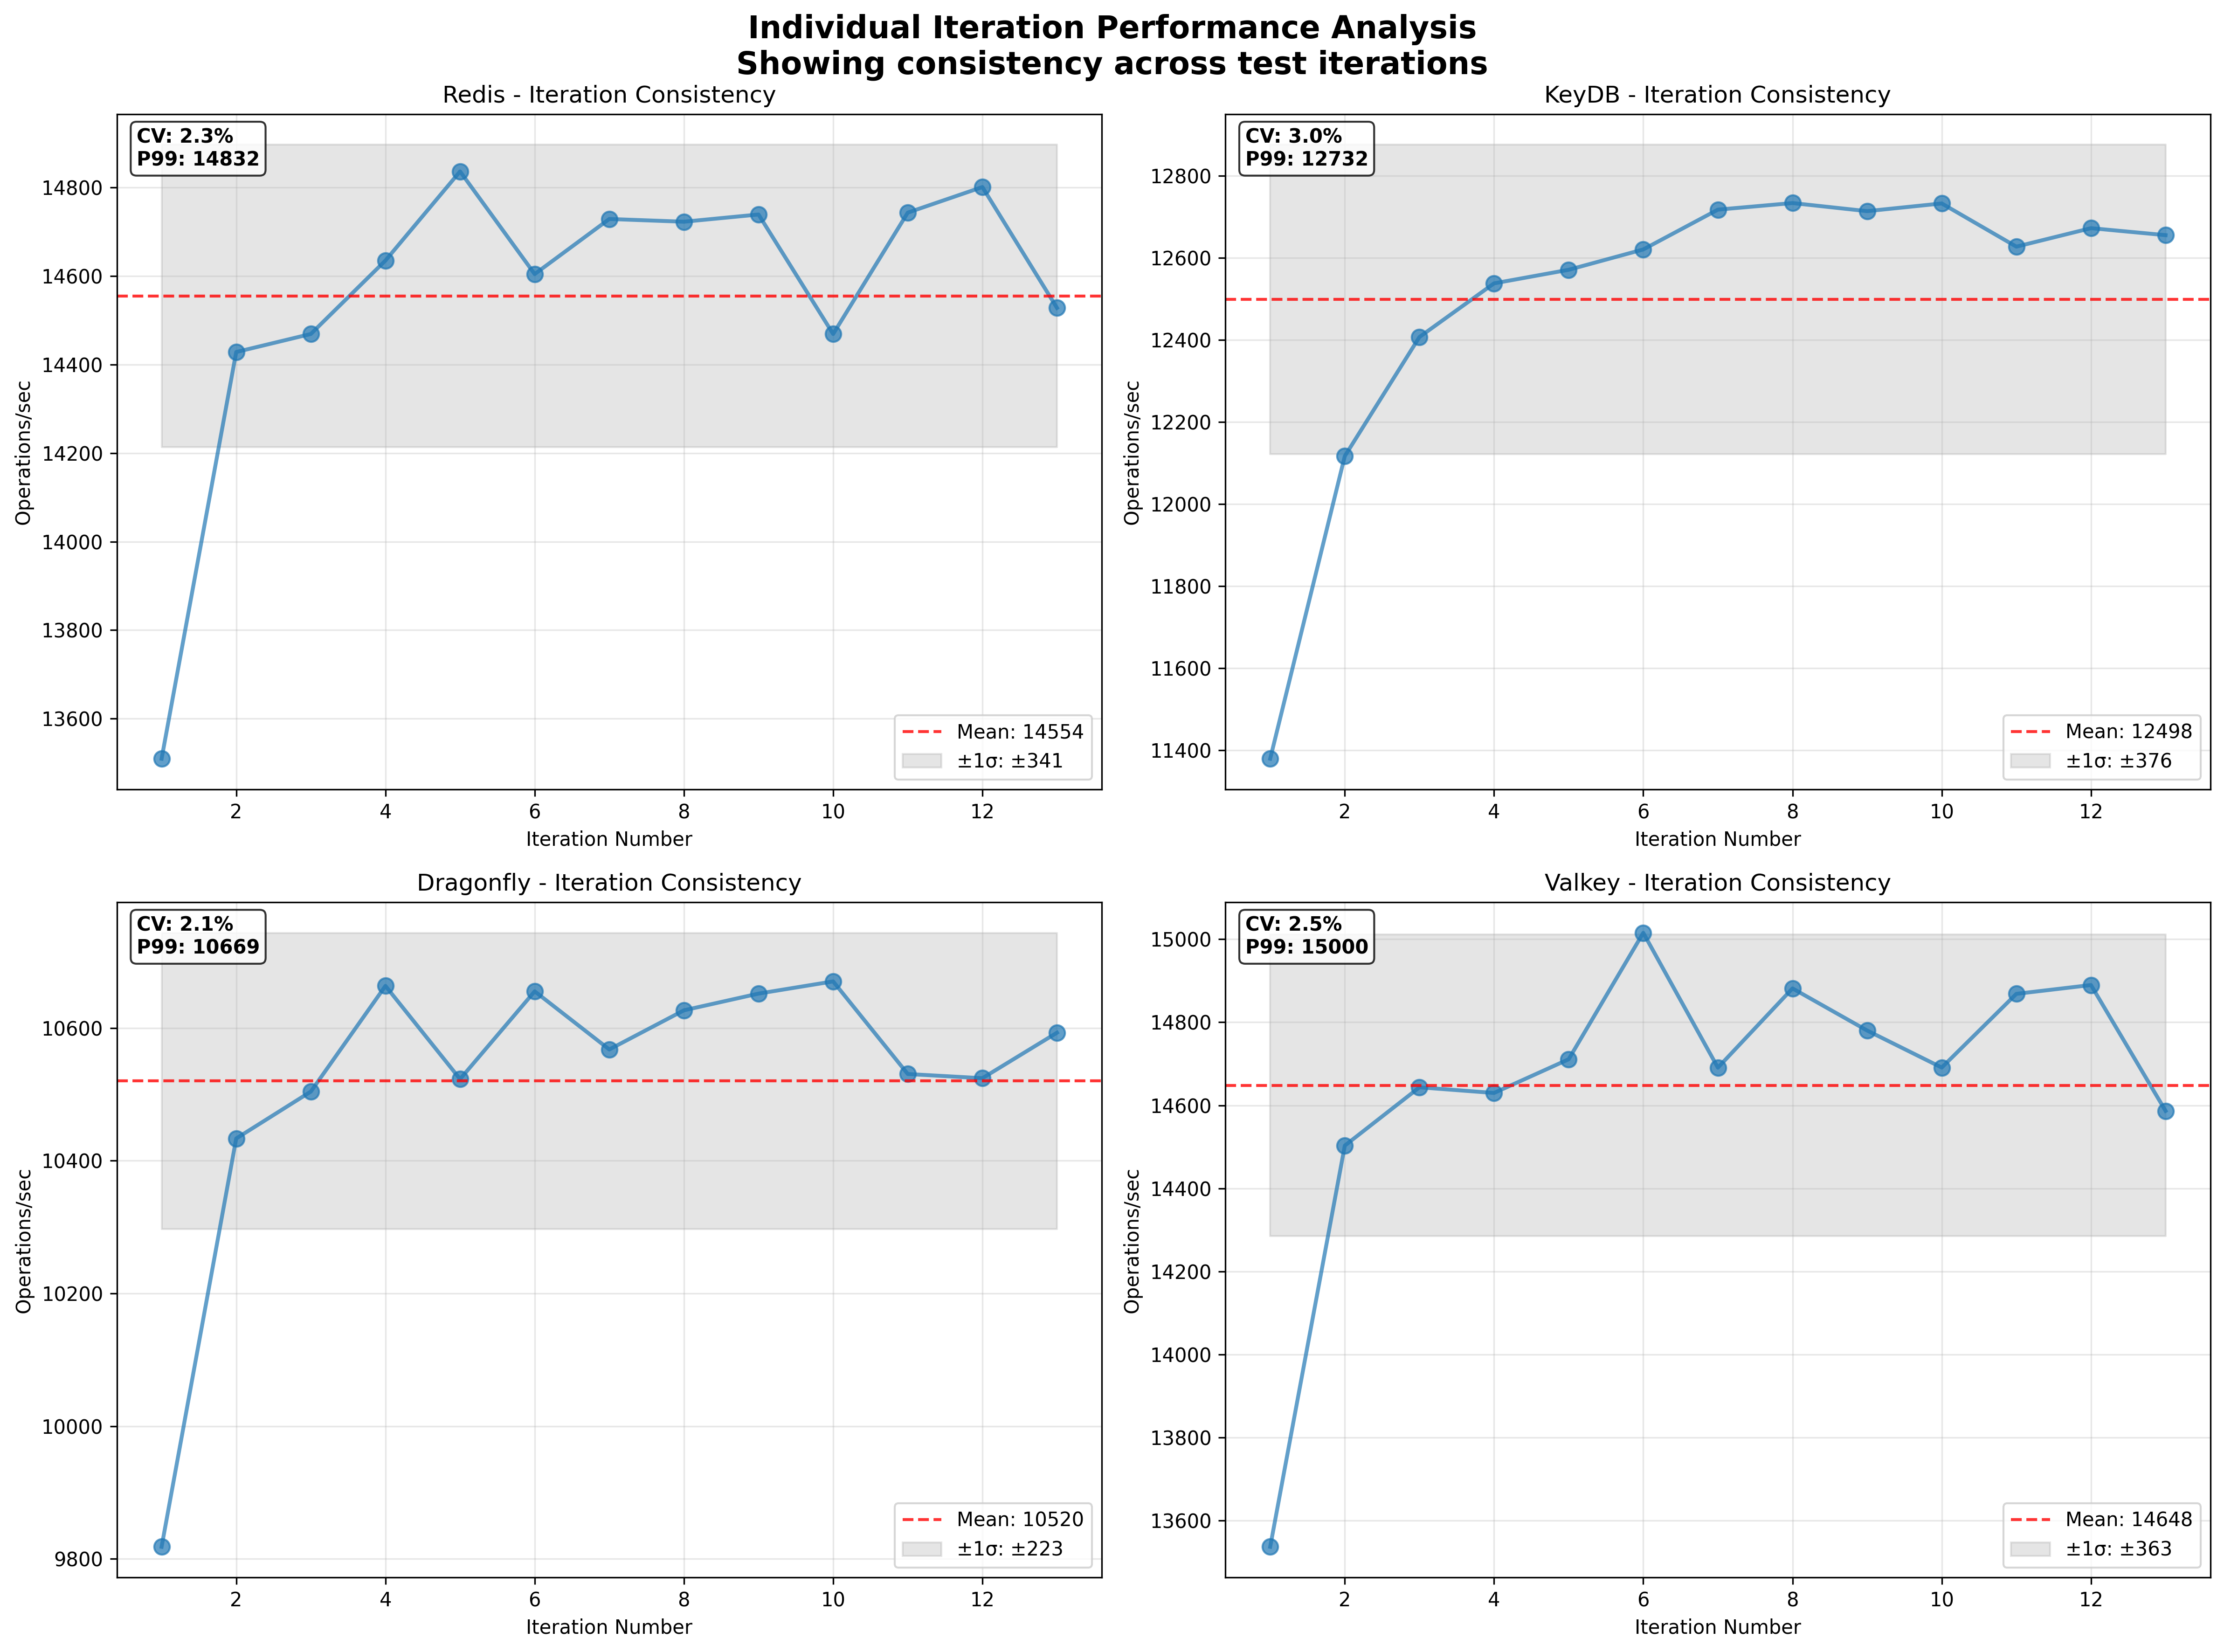 Individual Iteration Performance Analysis
Showing consistency across test iterations
Redis - Iteration Consistency
CV: 2.3%
P99: 14832
14800
14600
14400
14200
14000
13800
13600
Operations/sec
Mean: 14554
±1σ: ±341
2 4 6 8 10 12
Iteration Number
KeyDB - Iteration Consistency
CV: 3.0%
P99: 12732
12800
12600
12400
12200
12000
11800
11600
11400
Operations/sec
Mean: 12498
±1σ: ±376
2 4 6 8 10 12
Iteration Number
Dragonfly - Iteration Consistency
CV: 2.1%
P99: 10669
10600
10400
10200
10000
9800
Operations/sec
Mean: 10520
±1σ: ±223
2 4 6 8 10 12
Iteration Number
Valkey - Iteration Consistency
CV: 2.5%
P99: 15000
15000
14800
14600
14400
14200
14000
13800
13600
Operations/sec
Mean: 14648
±1σ: ±363
2 4 6 8 10 12
Iteration Number